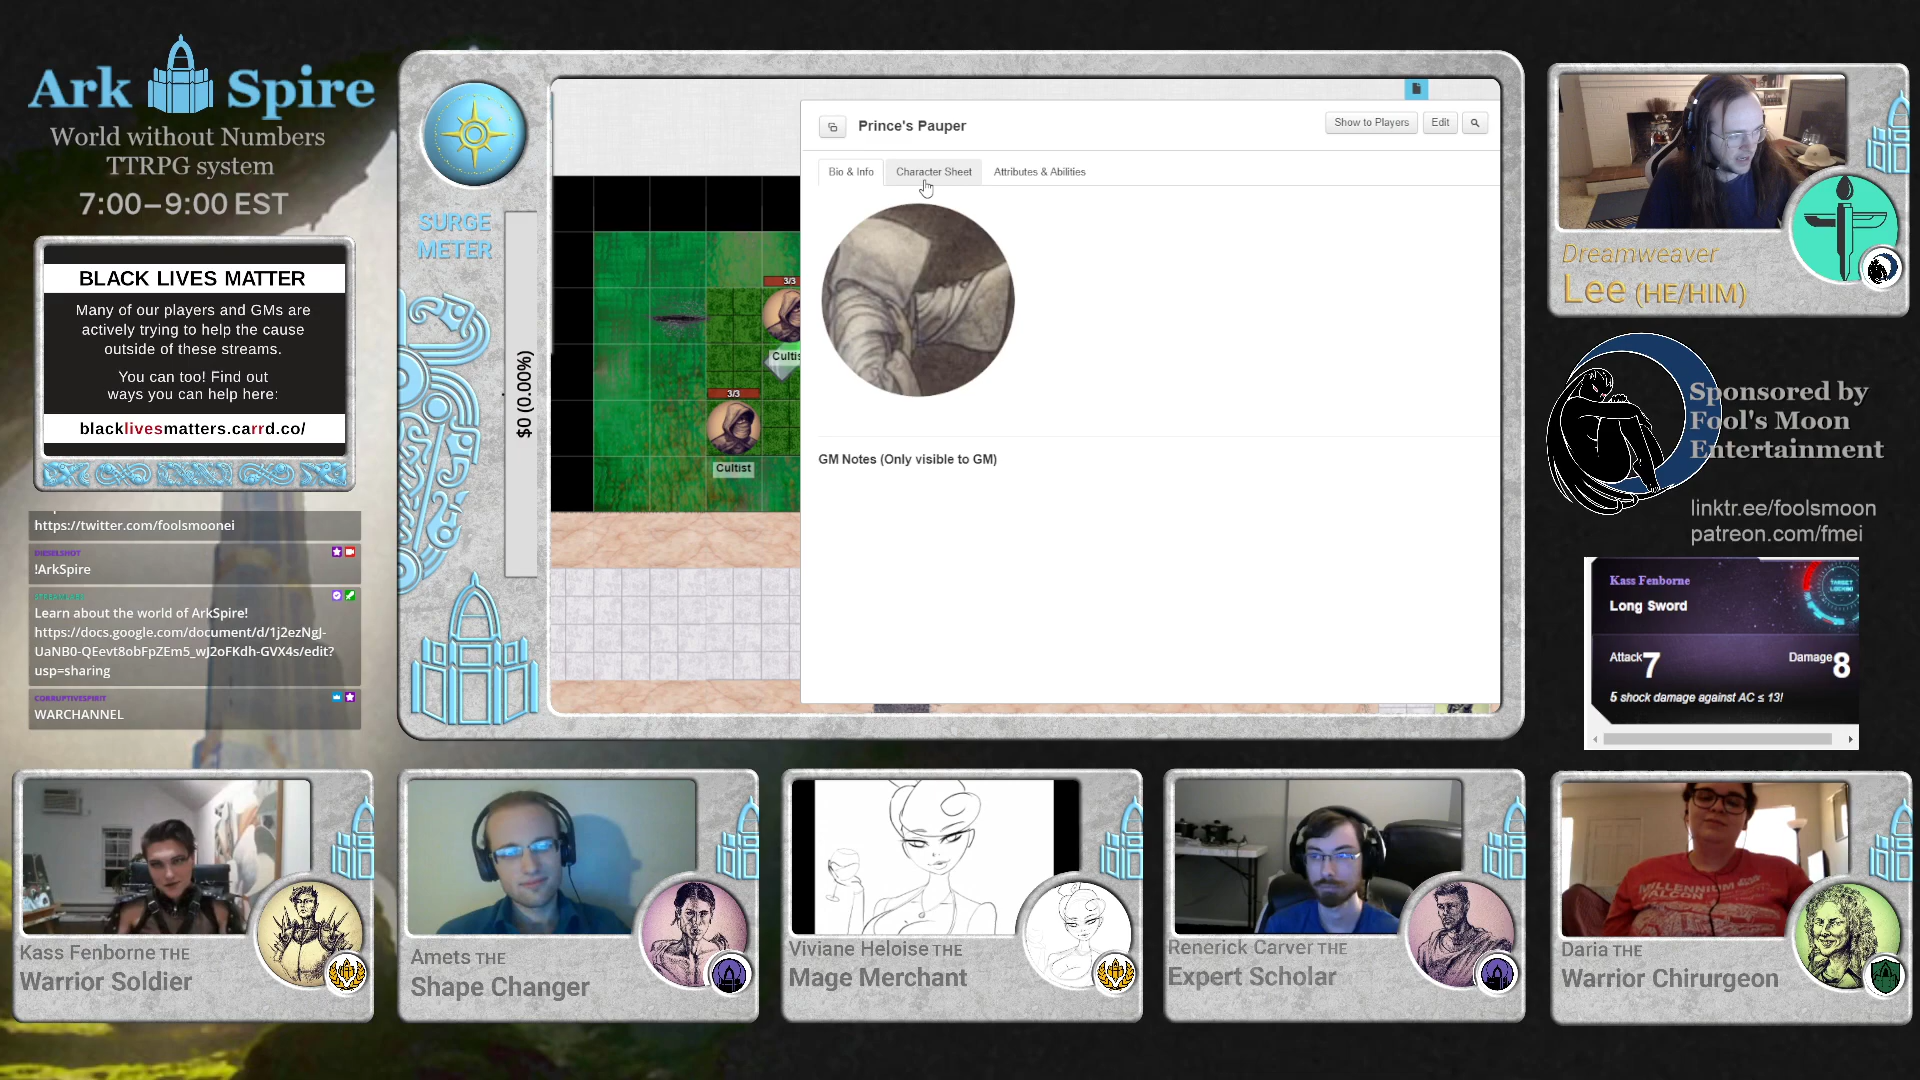 Ark Spire
World without Numbers
TTRPG system
7:00–9:00 EST
BLACK LIVES MATTER
Many of our players and GMs are
actively trying to help the cause
outside of these streams.
You can too! Find out
ways you can help here:
blacklivesmatters.carrd.co/
https://twitter.com/foolsmoonei
DIESELSHOT
!ArkSpire
Learn about the world of ArkSpire!
https://docs.google.com/document/d/1j2ezNgJ-
UaNB0-QEevt8obFpZEm5_wJ2oFKdh-GVX4s/edit?
usp=sharing
CORRUPTIVESPIRIT
WARCHANNEL
SURGE
METER
$0 (0.00%)
3/3
Cultis
3/3
Cultist
Prince's Pauper
Show to Players
Edit
Bio & Info
Character Sheet
Attributes & Abilities
GM Notes (Only visible to GM)
Dreamweaver
Lee (HE/HIM)
Sponsored by
Fool's Moon
Entertainment
linktr.ee/foolsmoon
patreon.com/fmei
Kass Fenborne
TARGET
LOCKED
Long Sword
Attack 7
Damage 8
5 shock damage against AC ≤ 13!
Kass Fenborne THE
Warrior Soldier
Amets THE
Shape Changer
Viviane Heloise THE
Mage Merchant
Renerick Carver THE
Expert Scholar
MILLENNIUM
FALCON
Daria THE
Warrior Chirurgeon